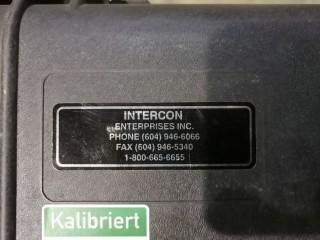 INTERCON
ENTERPRISES INC.
PHONE (604) 946-6066
FAX (604) 946-5340
1-800-665-6655
Kalibriert